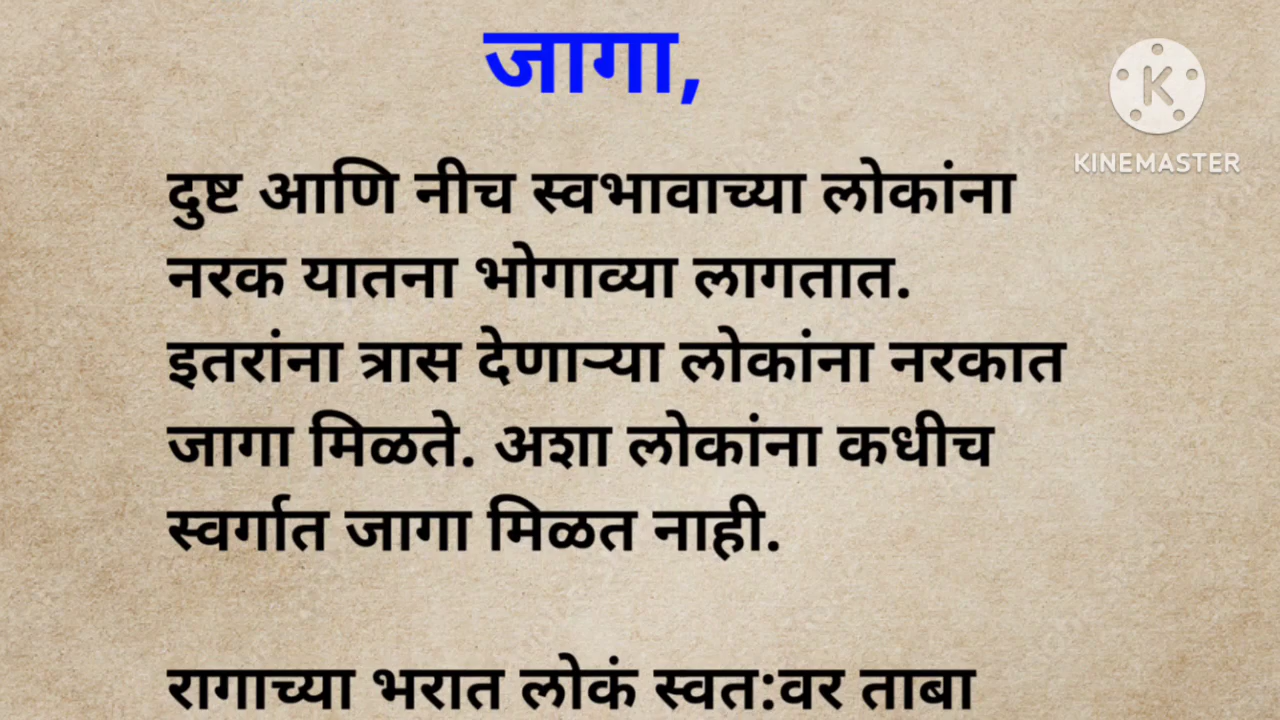 जागा,
KINEMASTER
दुष्ट आणि नीच स्वभावाच्या लोकांना
नरक यातना भोगाव्या लागतात.
इतरांना त्रास देणाऱ्या लोकांना नरकात
जागा मिळते. अशा लोकांना कधीच
स्वर्गात जागा मिळत नाही.
रागाच्या भरात लोकं स्वत:वर ताबा